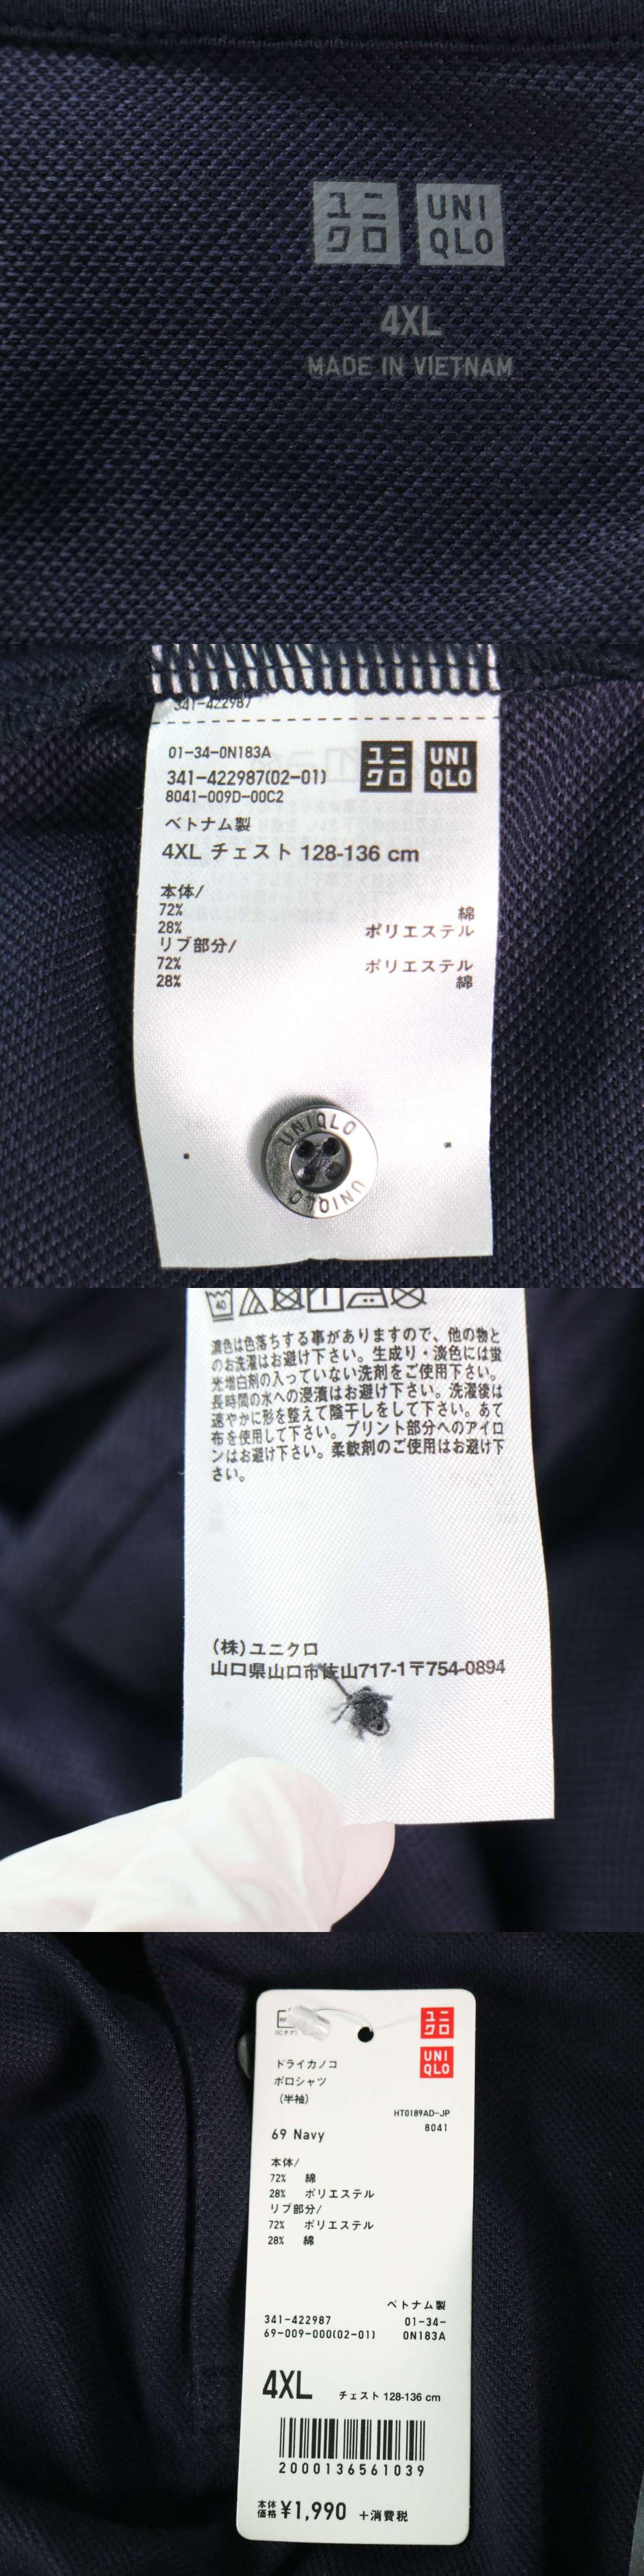 ユニ
クロ
UNI
QLO
4XL
MADE IN VIETNAM
341-422987
01-34-0N183A
341-422987(02-01)
8041-009D-00C2
ユニ
クロ
UNI
QLO
ベトナム製
4XL チェスト 128-136 cm
本体/
72% 綿
28% ポリエステル
リブ部分/
72% ポリエステル
28% 綿
UNIQLO
UNIQLO
40
濃色は色落ちする事がありますので、他の物と
のお洗濯はお避け下さい。生成り・淡色には蛍
光増白剤の入っていない洗剤をご使用下さい。
長時間の水への浸漬はお避け下さい。洗濯後は
速やかに形を整えて陰干しをして下さい。あて
布を使用して下さい。プリント部分へのアイロ
ンはお避け下さい。柔軟剤のご使用はお避け下
さい。
(株)ユニクロ
山口県山口市佐山717-1〒754-0894
(ICタグ)
ユニ
クロ
UNI
QLO
ドライカノコ
ポロシャツ
(半袖)
HT0189AD-JP
8041
69 Navy
本体/
72% 綿
28% ポリエステル
リブ部分/
72% ポリエステル
28% 綿
ベトナム製
341-422987 01-34-
69-009-000(02-01) 0N183A
4XL チェスト 128-136 cm
2000136561039
本体
価格 ¥1,990 +消費税